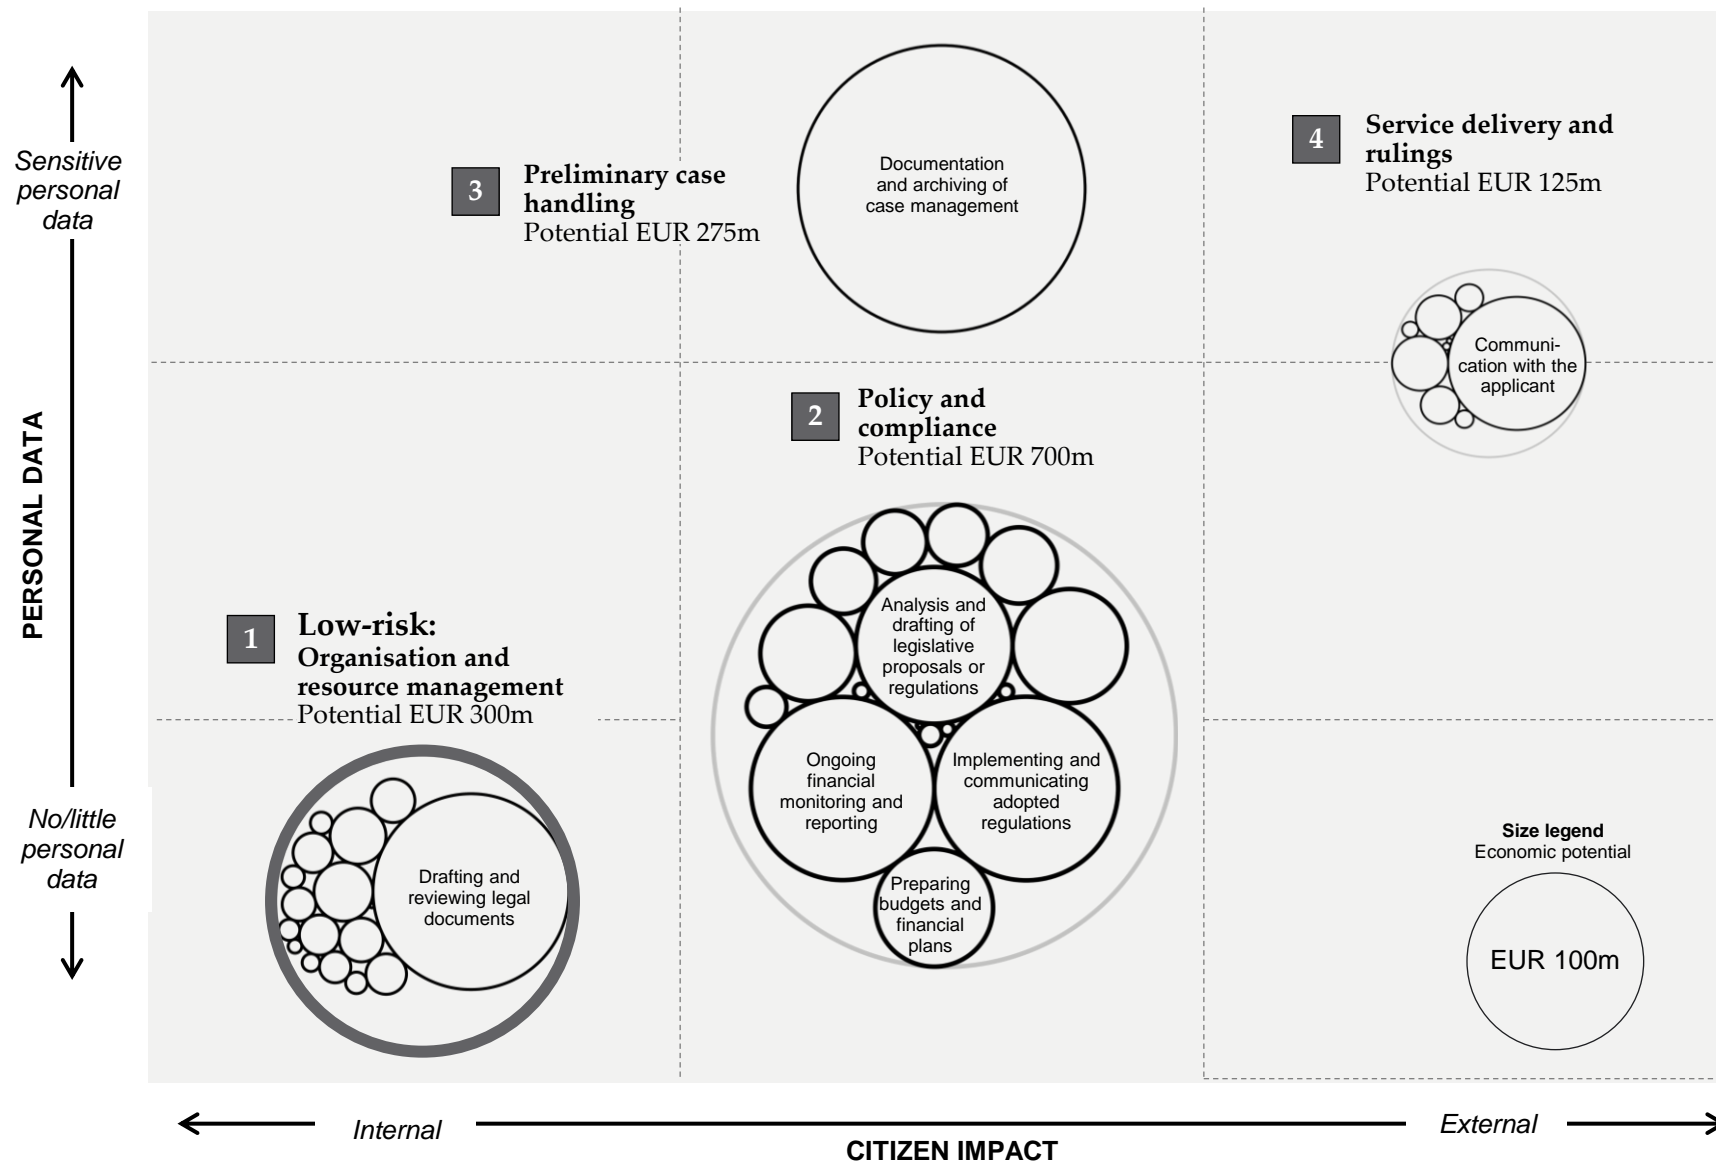 Sensitive
personal
data
PERSONAL DATA
No/little
personal
data
3
Preliminary case
handling
Potential EUR 275m
Documentation
and archiving of
case management
4
Service delivery and
rulings
Potential EUR 125m
Communi-
cation with the
applicant
2
Policy and
compliance
Potential EUR 700m
Analysis and
drafting of
legislative
proposals or
regulations
Ongoing
financial
monitoring and
reporting
Implementing and
communicating
adopted
regulations
Preparing
budgets and
financial
plans
1
Low-risk:
Organisation and
resource management
Potential EUR 300m
Drafting and
reviewing legal
documents
Size legend
Economic potential
EUR 100m
Internal
CITIZEN IMPACT
External